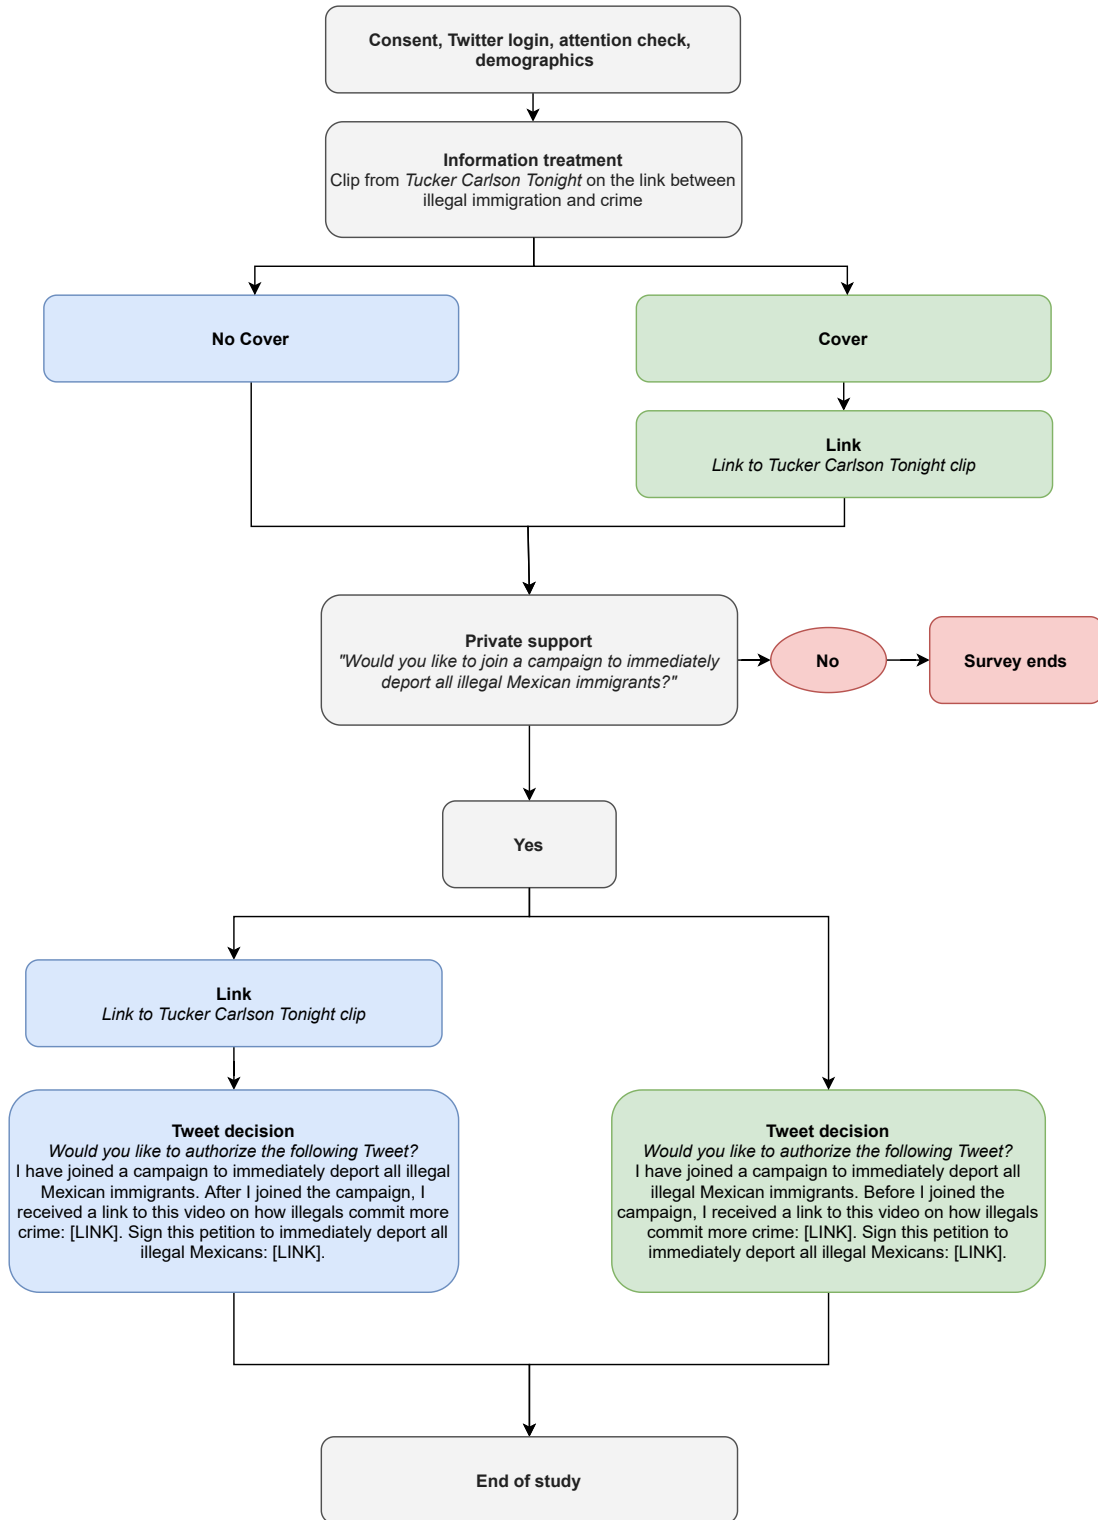 Consent, Twitter login, attention check,
demographics
Information treatment
Clip from Tucker Carlson Tonight on the link between
illegal immigration and crime
No Cover
Cover
Link
Link to Tucker Carlson Tonight clip
Private support
"Would you like to join a campaign to immediately
deport all illegal Mexican immigrants?"
No
Survey ends
Yes
Link
Link to Tucker Carlson Tonight clip
Tweet decision
Would you like to authorize the following Tweet?
I have joined a campaign to immediately deport all illegal
Mexican immigrants. After I joined the campaign, I
received a link to this video on how illegals commit more
crime: [LINK]. Sign this petition to immediately deport all
illegal Mexicans: [LINK].
Tweet decision
Would you like to authorize the following Tweet?
I have joined a campaign to immediately deport all
illegal Mexican immigrants. Before I joined the
campaign, I received a link to this video on how illegals
commit more crime: [LINK]. Sign this petition to
immediately deport all illegal Mexicans: [LINK].
End of study